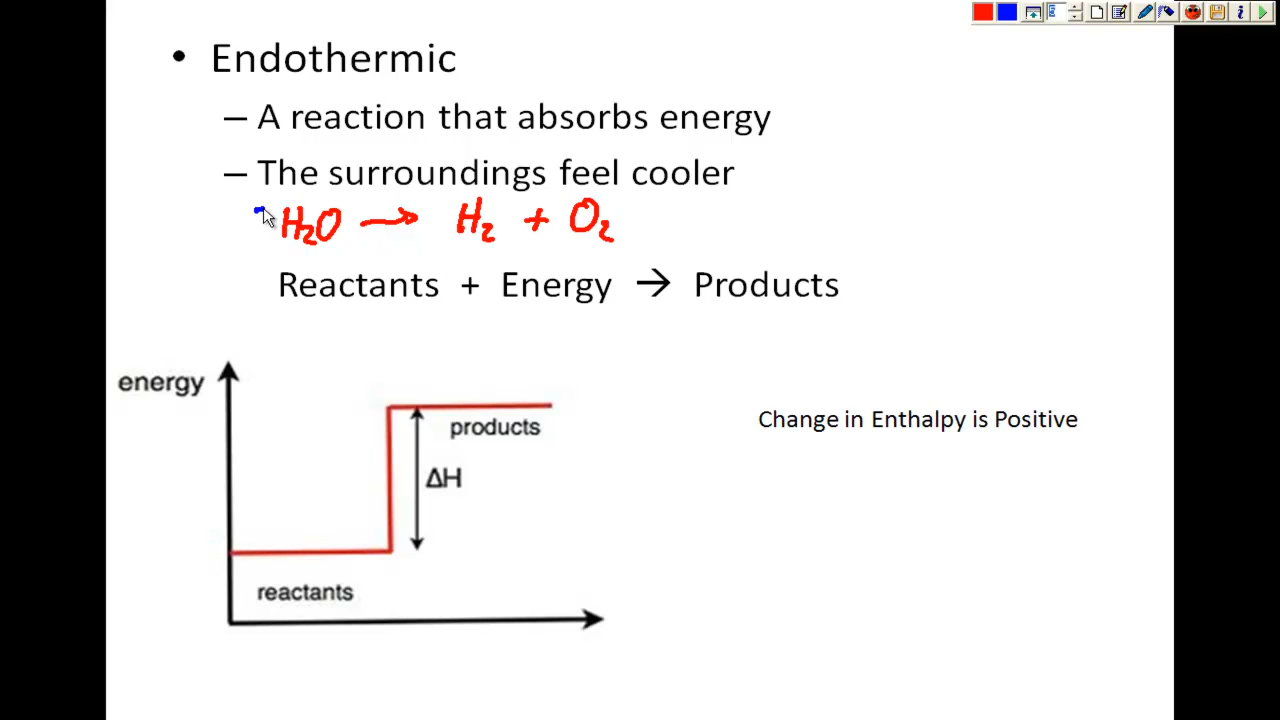 • Endothermic
– A reaction that absorbs energy
– The surroundings feel cooler
H₂O → H₂ + O₂
Reactants + Energy → Products
energy
products
Change in Enthalpy is Positive
ΔH
reactants